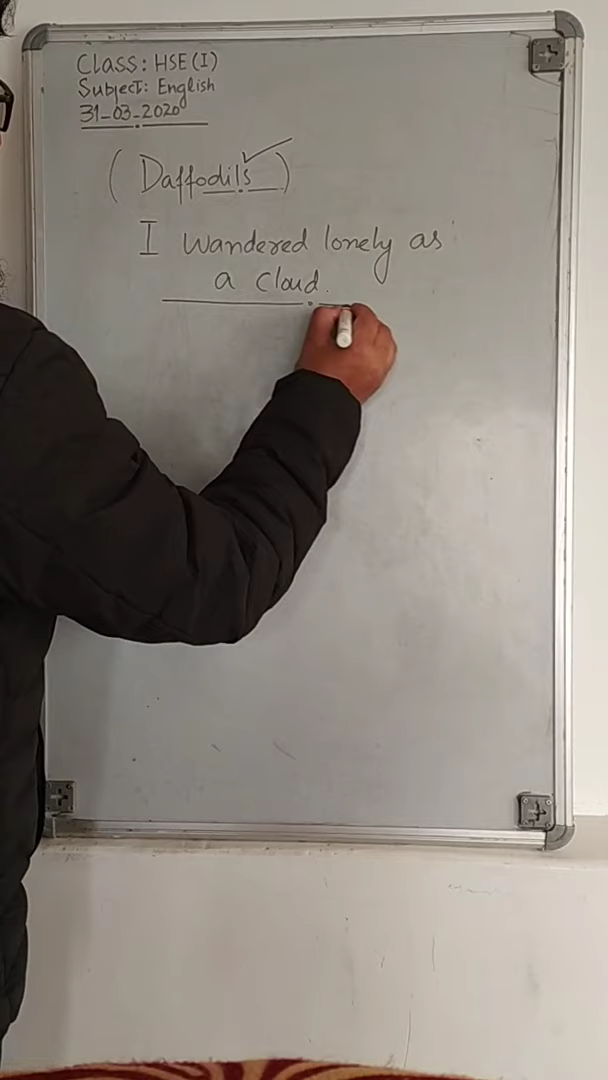 Class: HSE (I)
Subject: English
31-03-2020
(Daffodils)
I wandered lonely as
a cloud.